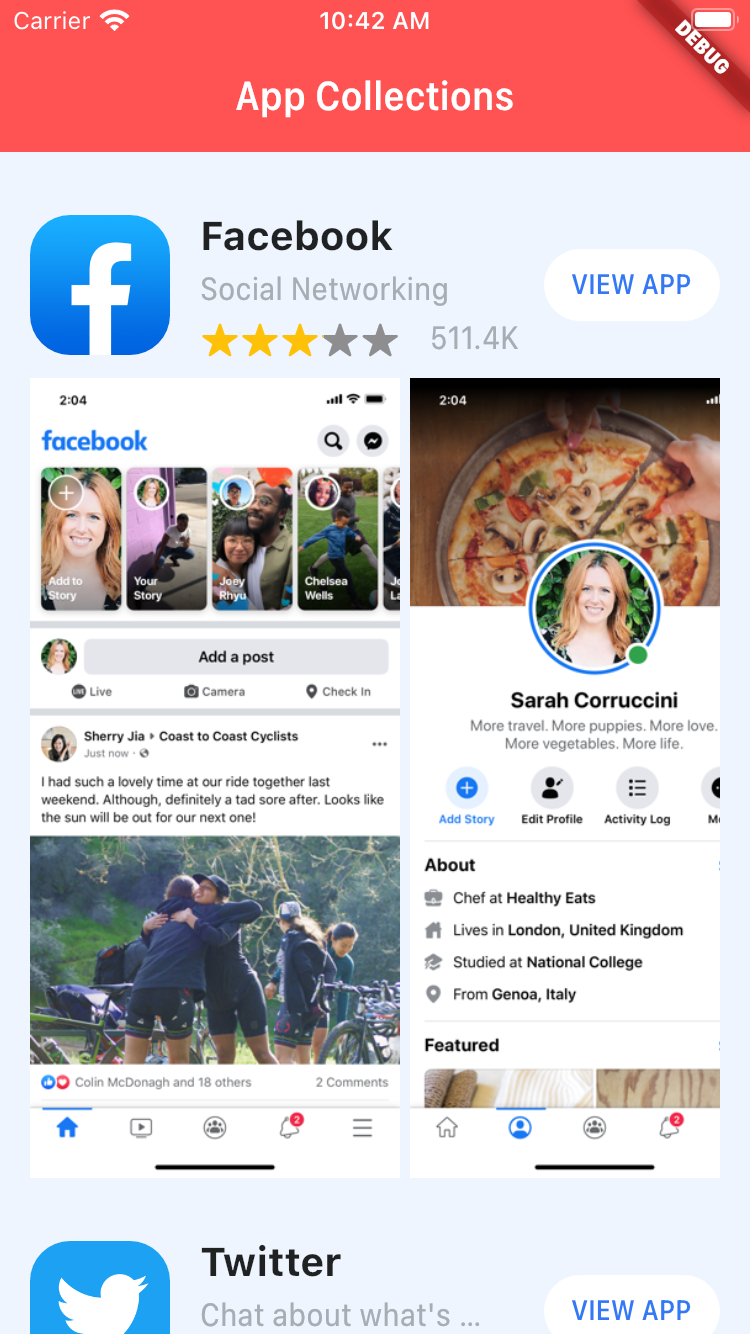 Carrier 10:42 AM
DEBUG
App Collections
Facebook
Social Networking
VIEW APP
511.4K
2:04
facebook
Add to
Story
Your
Story
Joey
Rhyu
Chelsea
Wells
Add a post
LIVE Live
Camera
Check In
Sherry Jia Coast to Coast Cyclists
Just now ·
I had such a lovely time at our ride together last
weekend. Although, definitely a tad sore after. Looks like
the sun will be out for our next one!
Colin McDonagh and 18 others 2 Comments
2
2:04
Sarah Corruccini
More travel. More puppies. More love.
More vegetables. More life.
Add Story
Edit Profile
Activity Log
About
Chef at Healthy Eats
Lives in London, United Kingdom
Studied at National College
From Genoa, Italy
Featured
2
Twitter
Chat about what's ...
VIEW APP